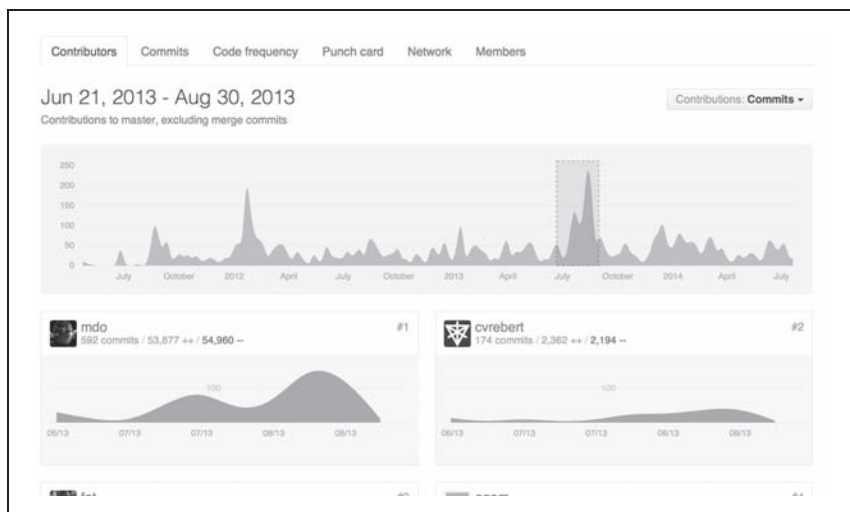 Contributors Commits Code frequency Punch card Network Members
Jun 21, 2013 - Aug 30, 2013
Contributions: Commits
Contributions to master, excluding merge commits
250
200
150
100
50
0
July October 2012 April July October 2013 April July October 2014 April July
mdo #1
592 commits / 53,877 ++ / 54,960 --
100
06/13 07/13 07/13 08/13 08/13
cvrebert #2
174 commits / 2,362 ++ / 2,194 --
100
06/13 07/13 07/13 08/13 08/13